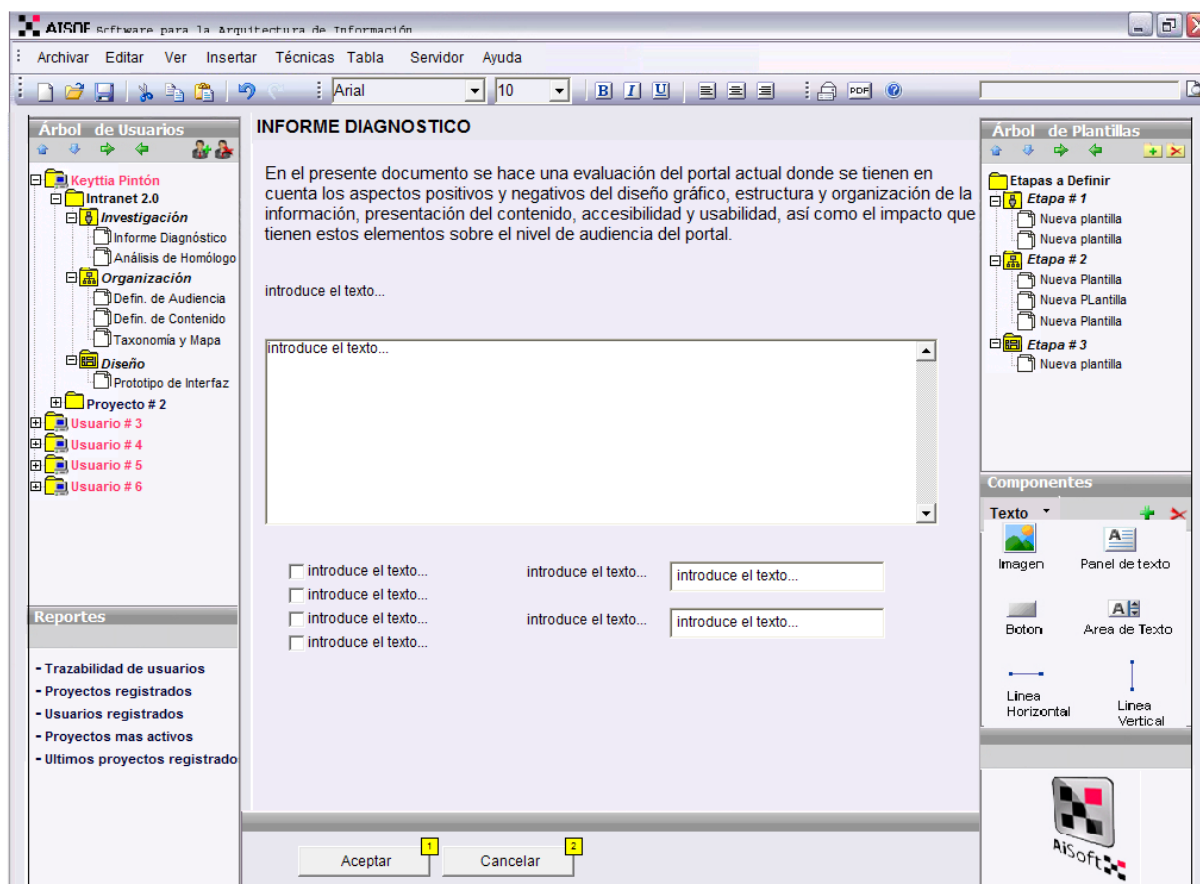 AISOF Software para la Arquitectura de Información
Archivar Editar Ver Insertar Técnicas Tabla Servidor Ayuda
Arial 10 B I U PDF
Árbol de Usuarios
Keyttia Pintón
Intranet 2.0
Investigación
Informe Diagnóstico
Análisis de Homólogo
Organización
Defin. de Audiencia
Defin. de Contenido
Taxonomía y Mapa
Diseño
Prototipo de Interfaz
Proyecto # 2
Usuario # 3
Usuario # 4
Usuario # 5
Usuario # 6
Reportes
- Trazabilidad de usuarios
- Proyectos registrados
- Usuarios registrados
- Proyectos mas activos
- Ultimos proyectos registrado
INFORME DIAGNOSTICO
En el presente documento se hace una evaluación del portal actual donde se tienen en
cuenta los aspectos positivos y negativos del diseño gráfico, estructura y organización de la
información, presentación del contenido, accesibilidad y usabilidad, así como el impacto que
tienen estos elementos sobre el nivel de audiencia del portal.
introduce el texto...
introduce el texto...
introduce el texto...
introduce el texto...
introduce el texto...
introduce el texto...
introduce el texto... introduce el texto...
introduce el texto... introduce el texto...
Aceptar 1
Cancelar 2
Árbol de Plantillas
Etapas a Definir
Etapa # 1
Nueva plantilla
Nueva plantilla
Etapa # 2
Nueva Plantilla
Nueva PLantilla
Nueva Plantilla
Etapa # 3
Nueva plantilla
Componentes
Texto
Imagen
Panel de texto
Boton
Area de Texto
Linea
Horizontal
Linea
Vertical
AiSoft